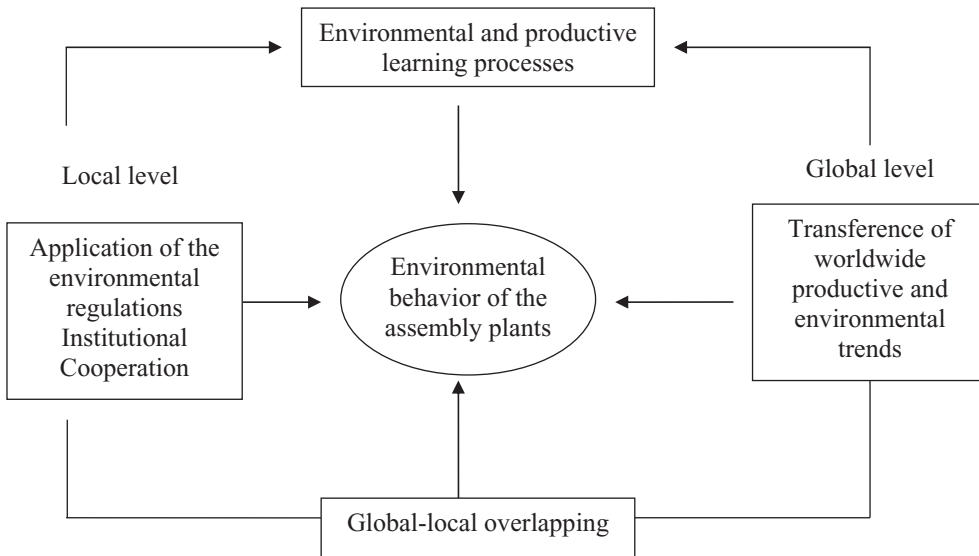 Environmental and productive
learning processes
Local level
Global level
Application of the
environmental
regulations
Institutional
Cooperation
Environmental
behavior of the
assembly plants
Transference of
worldwide
productive and
environmental
trends
Global-local overlapping